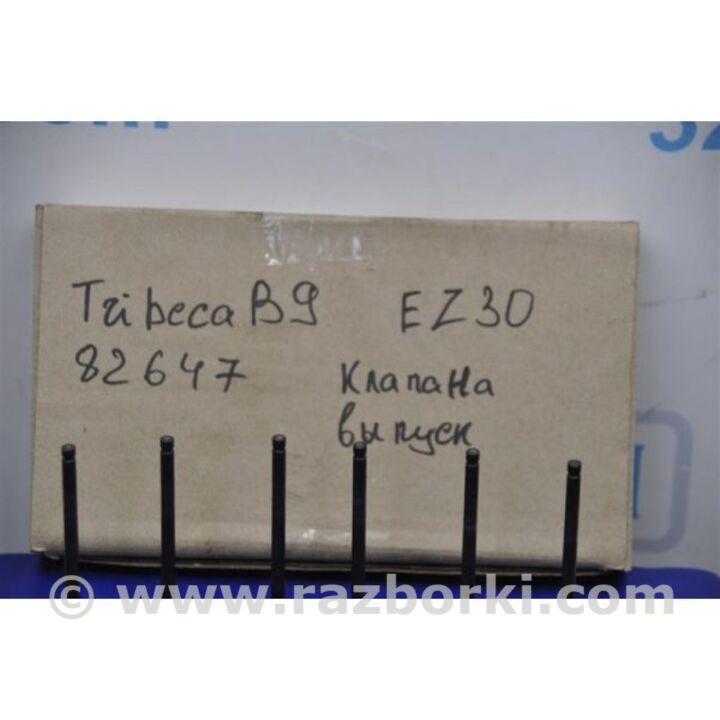 Tribeca B9 EZ30
82647 Клапана
выпуск
© www.razborki.com